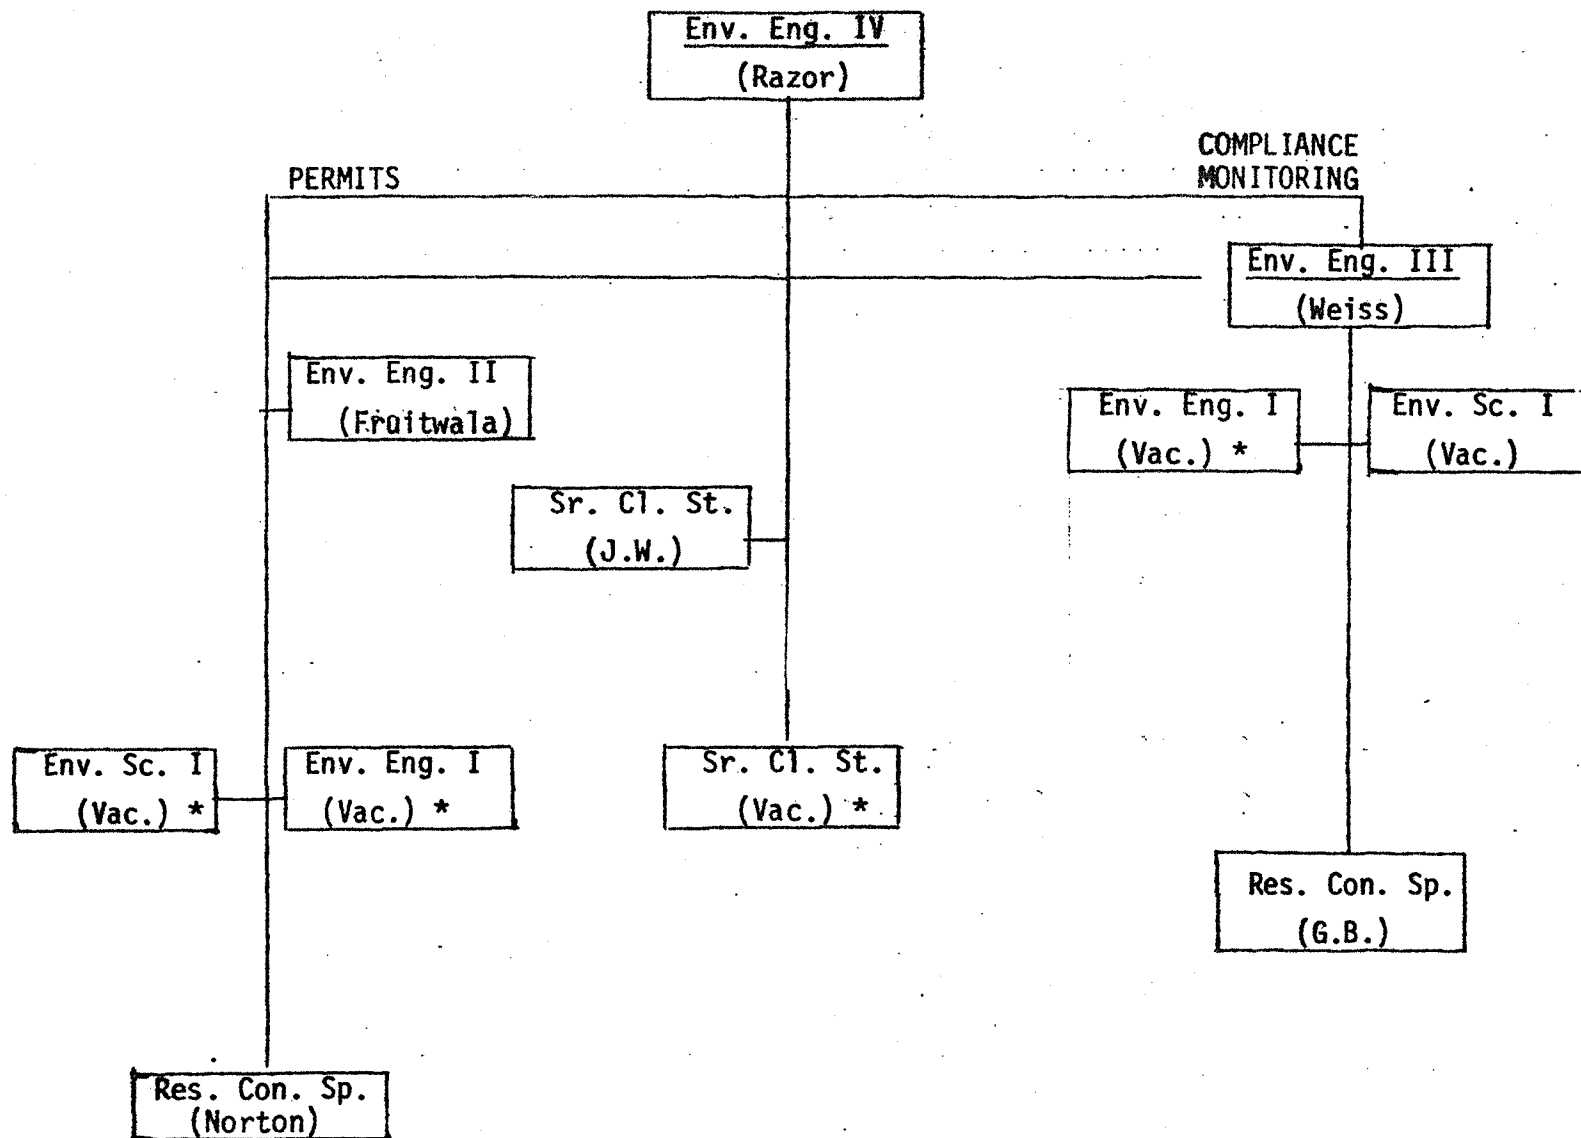 Env. Eng. IV
(Razor)
PERMITS
COMPLIANCE
MONITORING
Env. Eng. III
(Weiss)
Env. Eng. II
(Fruitwala)
Env. Eng. I
(Vac.) *
Env. Sc. I
(Vac.)
Sr. Cl. St.
(J.W.)
Env. Sc. I
(Vac.) *
Env. Eng. I
(Vac.) *
Sr. Cl. St.
(Vac.) *
Res. Con. Sp.
(G.B.)
Res. Con. Sp.
(Norton)